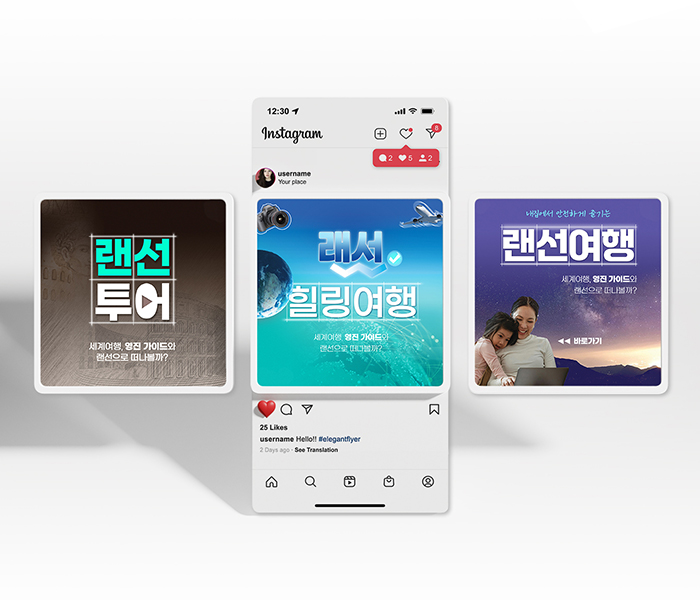 12:30
Instagram
8
2 5 2
username
Your place
랜선
투어
세계여행, 영진 가이드와
랜선으로 떠나볼까?
래서
힐링여행
세계여행, 영진 가이드와
랜선으로 떠나볼까?
내집에서 안전하게 즐기는
랜선여행
세계여행, 영진 가이드와
랜선으로 떠나볼까?
◀◀ 바로가기
25 Likes
username Hello!! #elegantflyer
2 Days ago · See Translation